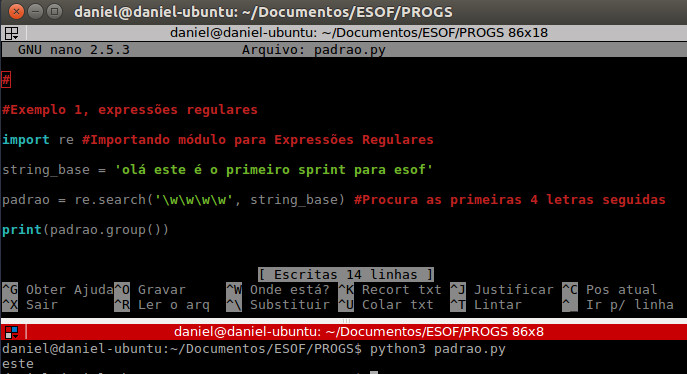 daniel@daniel-ubuntu: ~/Documentos/ESOF/PROGS
daniel@daniel-ubuntu: ~/Documentos/ESOF/PROGS 86x18
GNU nano 2.5.3 Arquivo: padrao.py
#
#Exemplo 1, expressões regulares
import re #Importando módulo para Expressões Regulares
string_base = 'olá este é o primeiro sprint para esof'
padrao = re.search('\w\w\w\w', string_base) #Procura as primeiras 4 letras seguidas
print(padrao.group())
[ Escritas 14 linhas ]
^G Obter Ajuda ^O Gravar ^W Onde está? ^K Recort txt ^J Justificar ^C Pos atual
^X Sair ^R Ler o arq ^\ Substituir ^U Colar txt ^T Lintar ^_ Ir p/ linha
daniel@daniel-ubuntu: ~/Documentos/ESOF/PROGS 86x8
daniel@daniel-ubuntu:~/Documentos/ESOF/PROGS$ python3 padrao.py
este